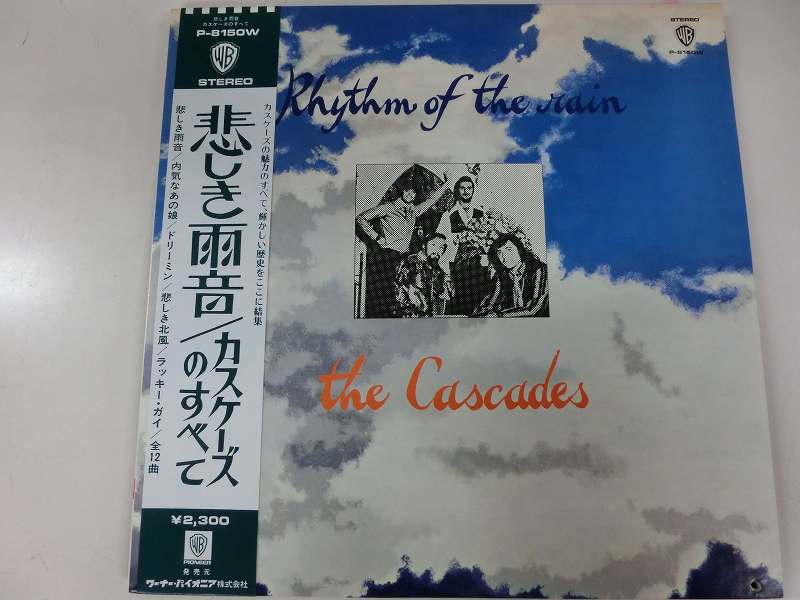 悲しき雨音
カスケーズのすべて
P-8150W
WB
STEREO
カスケーズの魅力のすべて、輝かしい歴史をここに結集
悲しき雨音/カスケーズのすべて
悲しき雨音/内気なあの娘/ドリーミン/悲しき北風/ラッキー・ガイ/全12曲
¥2,300
WB
PIONEER
発売元
ワーナー・パイオニア株式会社
STEREO
WB
P-8150W
Rhythm of the rain
the Cascades